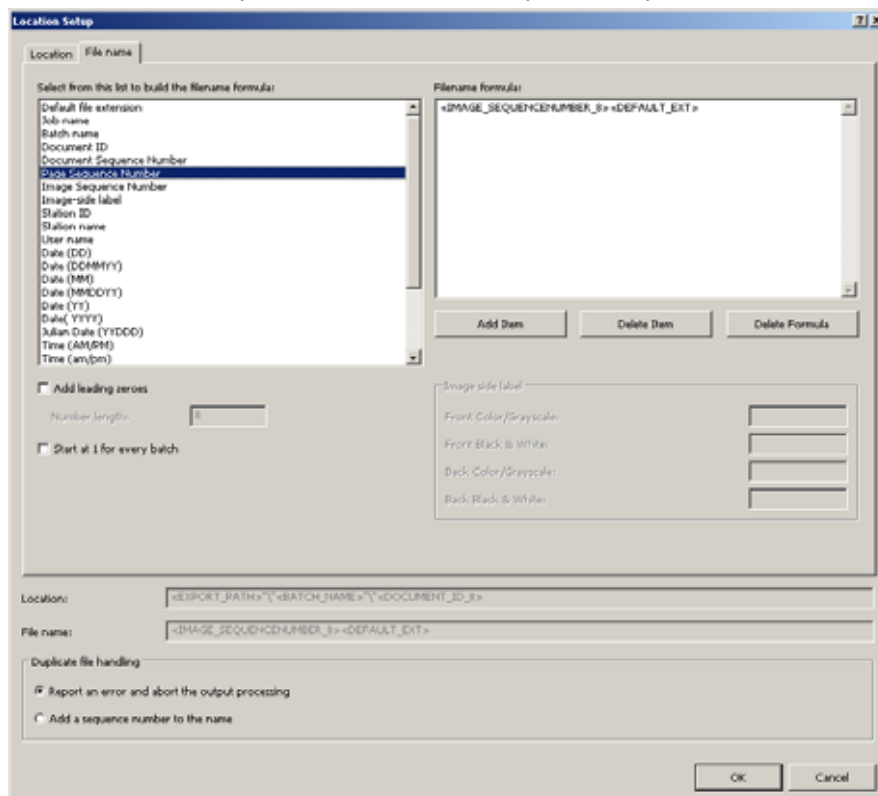 Location Setup
Location
File name
Select from this list to build the filename formula:
Default file extension
Job name
Batch name
Document ID
Document Sequence Number
Page Sequence Number
Image Sequence Number
Image-side label
Station ID
Station name
User name
Date (DD)
Date (DDMMYY)
Date (MM)
Date (MMDDYY)
Date (YY)
Date( YYYY)
Julian Date (YYDDD)
Time (AM/PM)
Time (am/pm)
Filename formula:
<IMAGE_SEQUENCENUMBER_8><DEFAULT_EXT>
Add Item
Delete Item
Delete Formula
Add leading zeroes
Number length:
8
Start at 1 for every batch
Image side label
Front Color/Grayscale:
Front Black & White:
Back Color/Grayscale:
Back Black & White:
Location:
<EXPORT_PATH>"\"<BATCH_NAME>"\"<DOCUMENT_ID_8>
File name:
<IMAGE_SEQUENCENUMBER_8><DEFAULT_EXT>
Duplicate file handling
Report an error and abort the output processing
Add a sequence number to the name
OK
Cancel